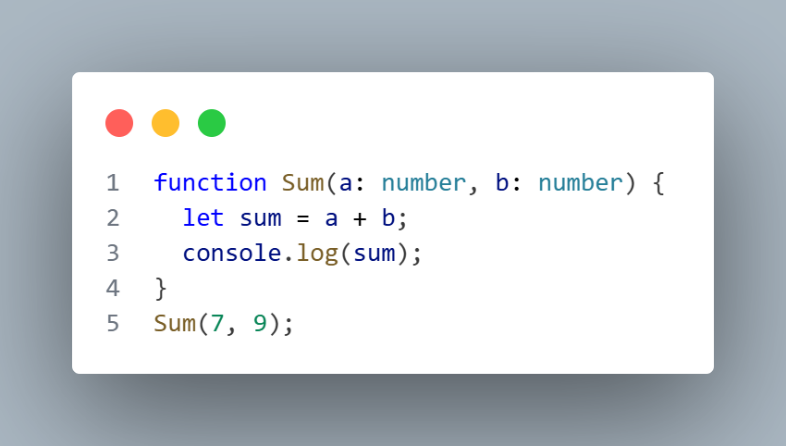 1 function Sum(a: number, b: number) {
2   let sum = a + b;
3   console.log(sum);
4 }
5 Sum(7, 9);